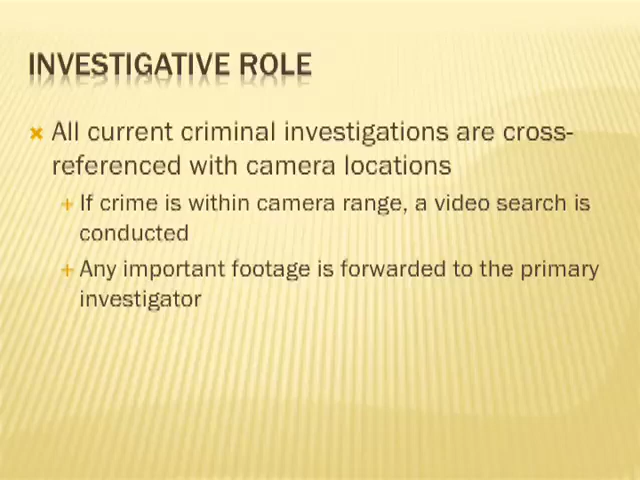 INVESTIGATIVE ROLE
All current criminal investigations are cross-
referenced with camera locations
If crime is within camera range, a video search is
conducted
Any important footage is forwarded to the primary
investigator